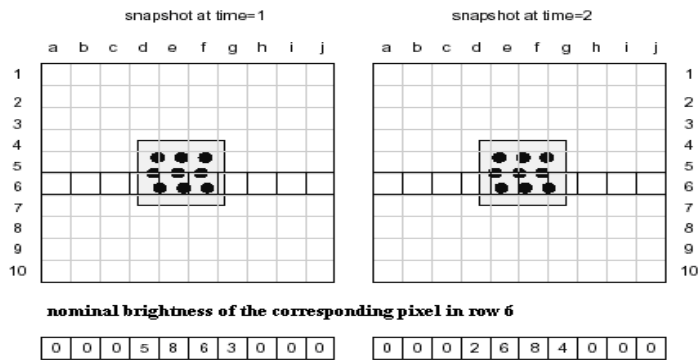 snapshot at time=1 snapshot at time=2
a b c d e f g h i j a b c d e f g h i j
1 1
2 2
3 3
4 4
5 5
6 6
7 7
8 8
9 9
10 10
nominal brightness of the corresponding pixel in row 6
0 0 0 5 8 6 3 0 0 0 0 0 0 2 6 8 4 0 0 0